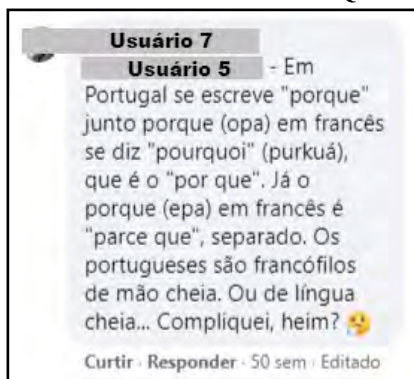 Usuário 7
Usuário 5 - Em
Portugal se escreve "porque"
junto porque (opa) em francês
se diz "pourquoi" (purkuá),
que é o "por que". Já o
porque (epa) em francês é
"parce que", separado. Os
portugueses são francófilos
de mão cheia. Ou de língua
cheia... Compliquei, heim? 🤔
Curtir · Responder · 50 sem · Editado